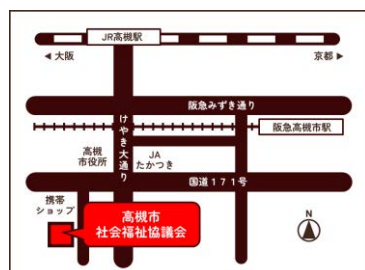 JR高槻駅
◀大阪
京都▶
阪急みずき通り
阪急高槻市駅
けやき大通り
高槻
市役所
JA
たかつき
国道171号
携帯
ショップ
高槻市
社会福祉協議会
N